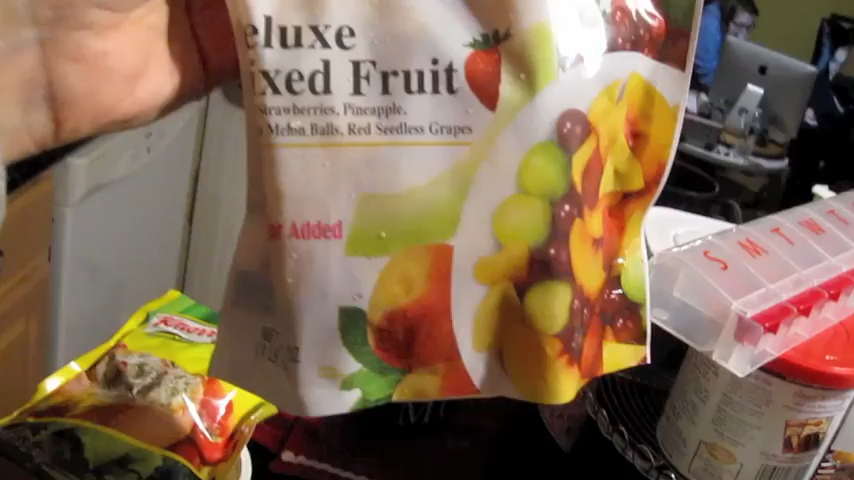 eluxe
ixed Fruit
Strawberries, Pineapple,
Melon Balls, Red Seedless Grapes
Added
Knorr
S M T W T